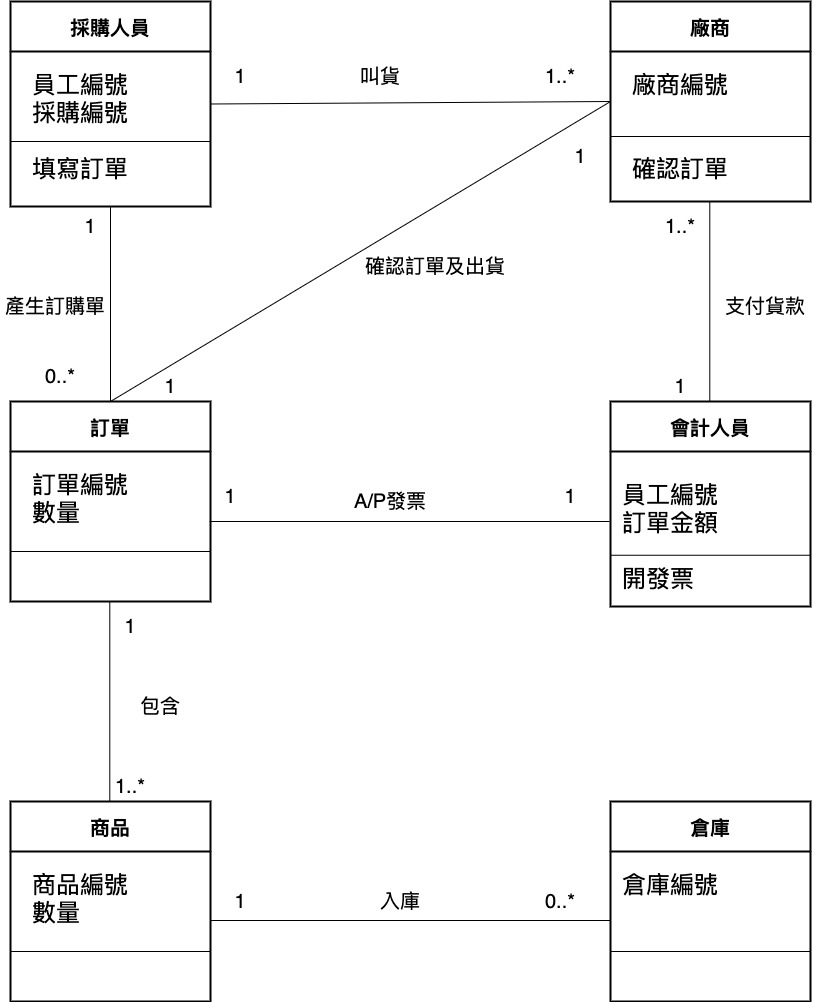 採購人員
員工編號
採購編號
填寫訂單
1
叫貨
1..*
廠商
廠商編號
確認訂單
1
產生訂購單
0..*
1
確認訂單及出貨
1
1..*
支付貨款
1
訂單
訂單編號
數量
1
A/P發票
1
會計人員
員工編號
訂單金額
開發票
1
包含
1..*
商品
商品編號
數量
1
入庫
0..*
倉庫
倉庫編號